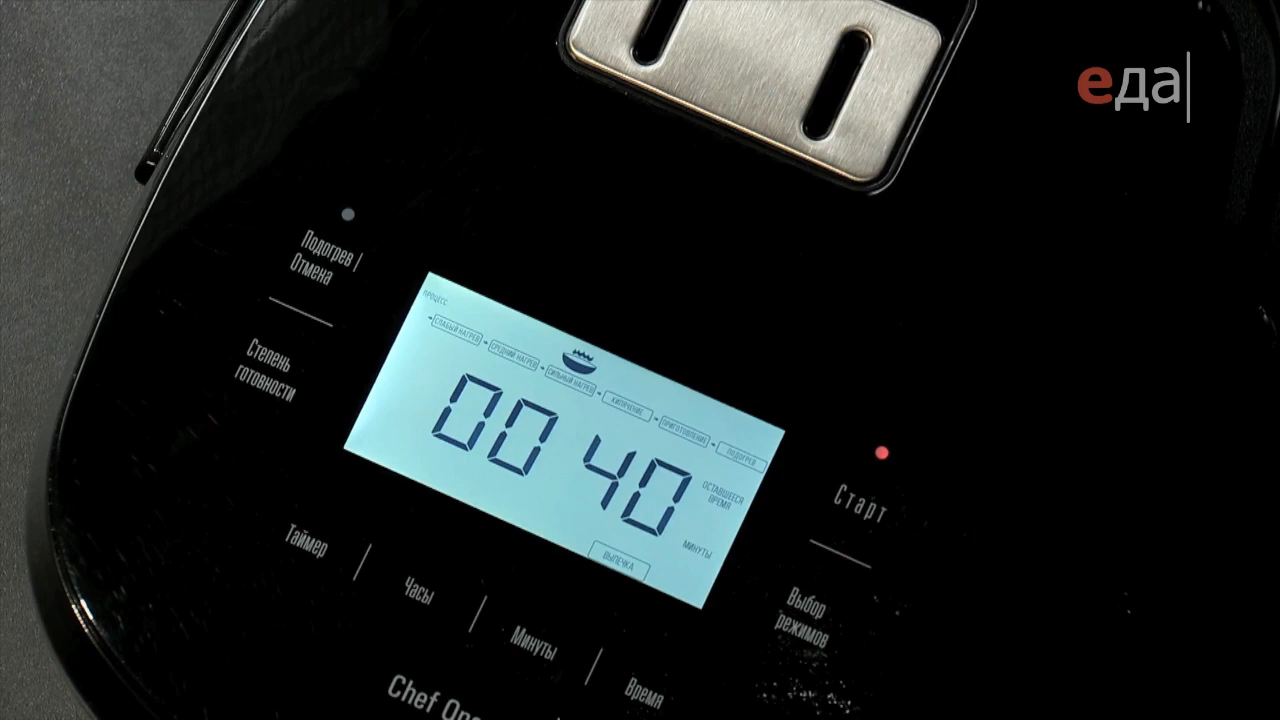 еда
Подогрев /
Отмена
Степень
готовности
ПРОЦЕСС
СЛАБЫЙ НАГРЕВ
СРЕДНИЙ НАГРЕВ
СИЛЬНЫЙ НАГРЕВ
КИПЯЧЕНИЕ
ПРИГОТОВЛЕНИЕ
ПОДОГРЕВ
00 40
ОСТАВШЕЕСЯ
ВРЕМЯ
МИНУТЫ
ВЫПЕЧКА
Старт
Выбор
режимов
Таймер
Часы
Минуты
Время
Chef